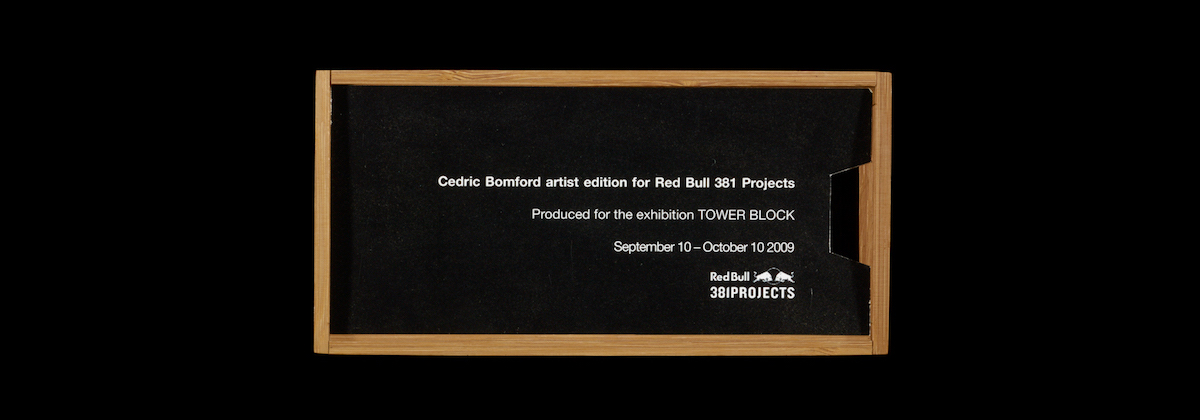 Cedric Bomford artist edition for Red Bull 381 Projects
Produced for the exhibition TOWER BLOCK
September 10 – October 10 2009
Red Bull
381PROJECTS